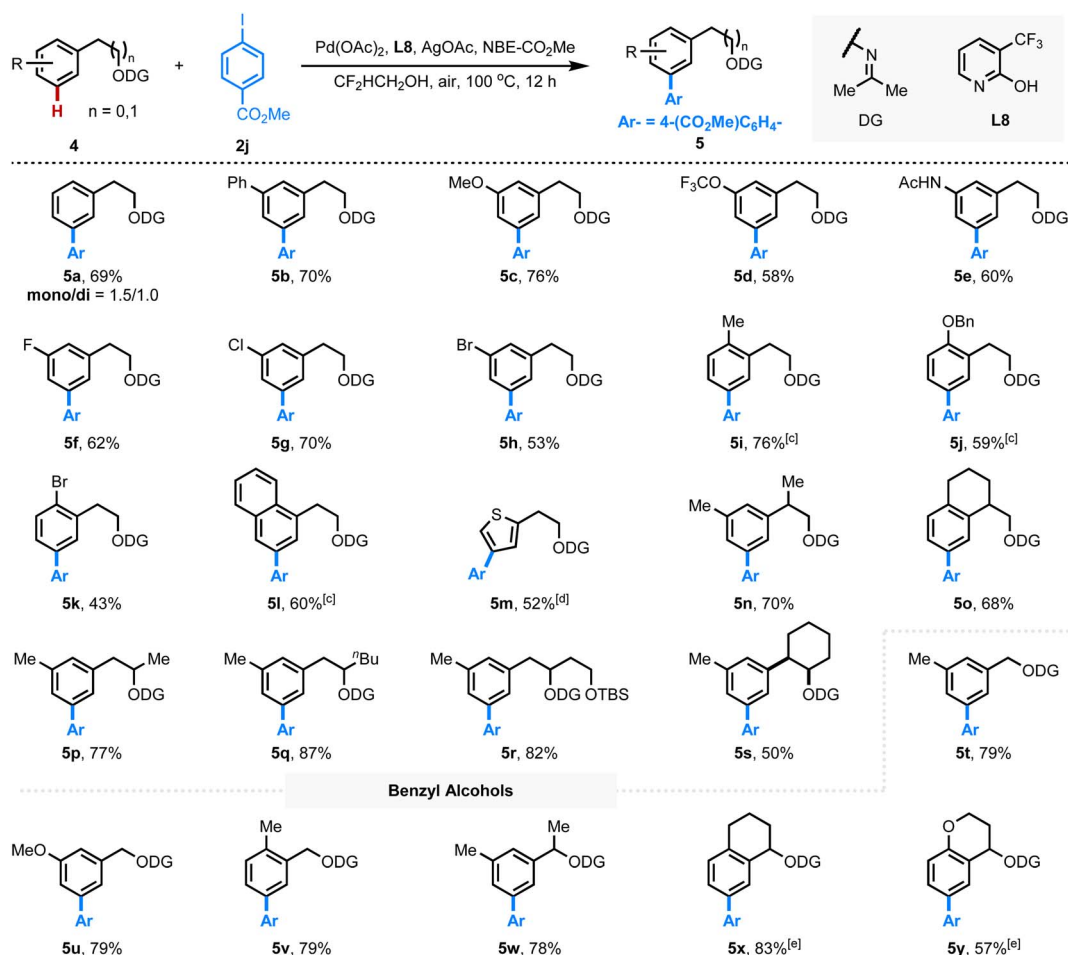 R
H
n
ODG
n = 0,1
4
+
I
CO2Me
2j
Pd(OAc)2, L8, AgOAc, NBE-CO2Me
CF2HCH2OH, air, 100 °C, 12 h
R
n
ODG
Ar
Ar- = 4-(CO2Me)C6H4-
5
N
Me Me
DG
CF3
N OH
L8
ODG
Ar
5a, 69%
mono/di = 1.5/1.0
Ph
ODG
Ar
5b, 70%
MeO
ODG
Ar
5c, 76%
F3CO
ODG
Ar
5d, 58%
AcHN
ODG
Ar
5e, 60%
F
ODG
Ar
5f, 62%
Cl
ODG
Ar
5g, 70%
Br
ODG
Ar
5h, 53%
Me
ODG
Ar
5i, 76%[c]
OBn
ODG
Ar
5j, 59%[c]
Br
ODG
Ar
5k, 43%
ODG
Ar
5l, 60%[c]
S
ODG
Ar
5m, 52%[d]
Me
Me
ODG
Ar
5n, 70%
ODG
Ar
5o, 68%
Me
Me
ODG
Ar
5p, 77%
Me
nBu
ODG
Ar
5q, 87%
Me
ODG OTBS
Ar
5r, 82%
Me
ODG
Ar
5s, 50%
Me
ODG
Ar
5t, 79%
Benzyl Alcohols
MeO
ODG
Ar
5u, 79%
Me
ODG
Ar
5v, 79%
Me
Me
ODG
Ar
5w, 78%
ODG
Ar
5x, 83%[e]
O
ODG
Ar
5y, 57%[e]